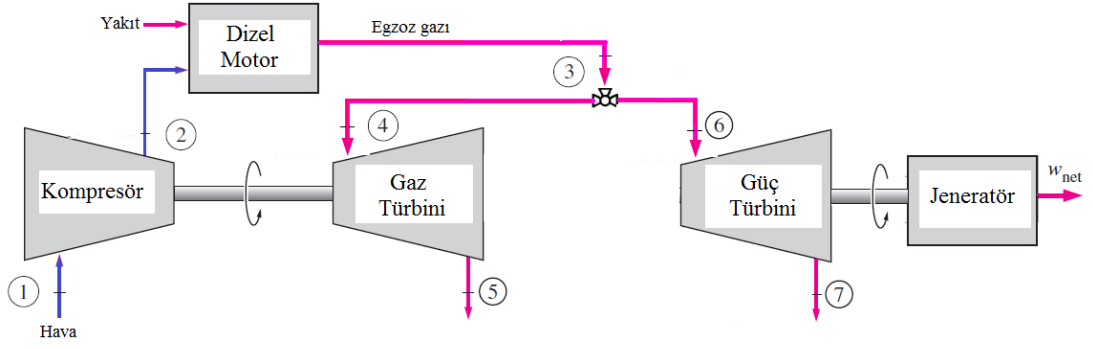 Yakıt
Dizel
Motor
Egzoz gazı
3
2
4
6
Kompresör
Gaz
Türbini
Güç
Türbini
Jeneratör
wnet
1
5
7
Hava